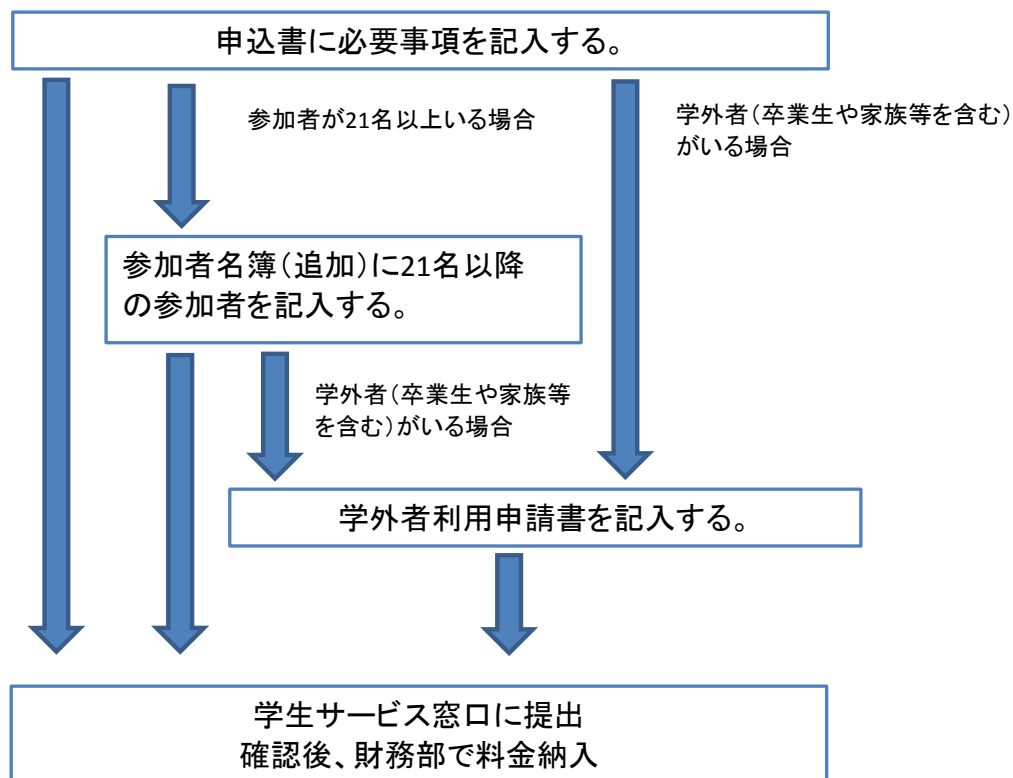 申込書に必要事項を記入する。
参加者が21名以上いる場合
学外者（卒業生や家族等を含む）
がいる場合
参加者名簿（追加）に21名以降
の参加者を記入する。
学外者（卒業生や家族等
を含む）がいる場合
学外者利用申請書を記入する。
学生サービス窓口に提出
確認後、財務部で料金納入